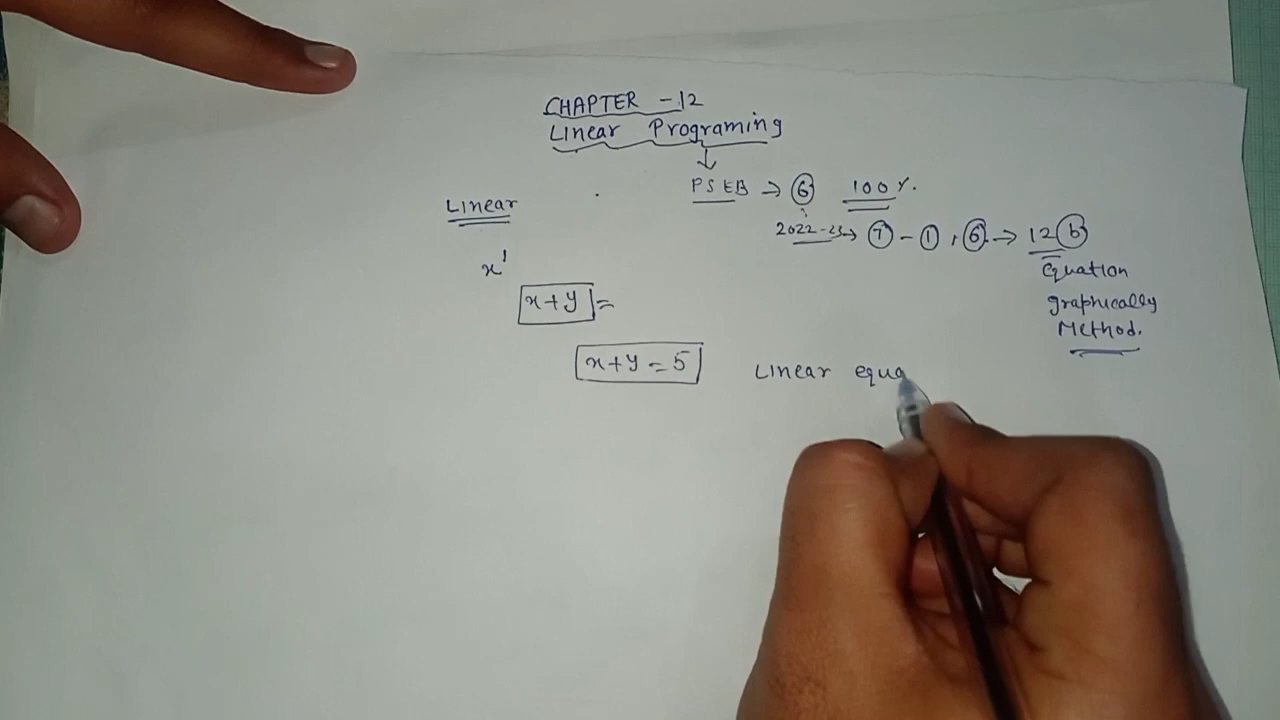 CHAPTER - 12
Linear Programing
↓
PSEB → 6 100%.
Linear
2022-23 → 7 - 1, 6 → 12 b
x¹
Equation
x + y =
graphically
Method.
x + y = 5 Linear equa